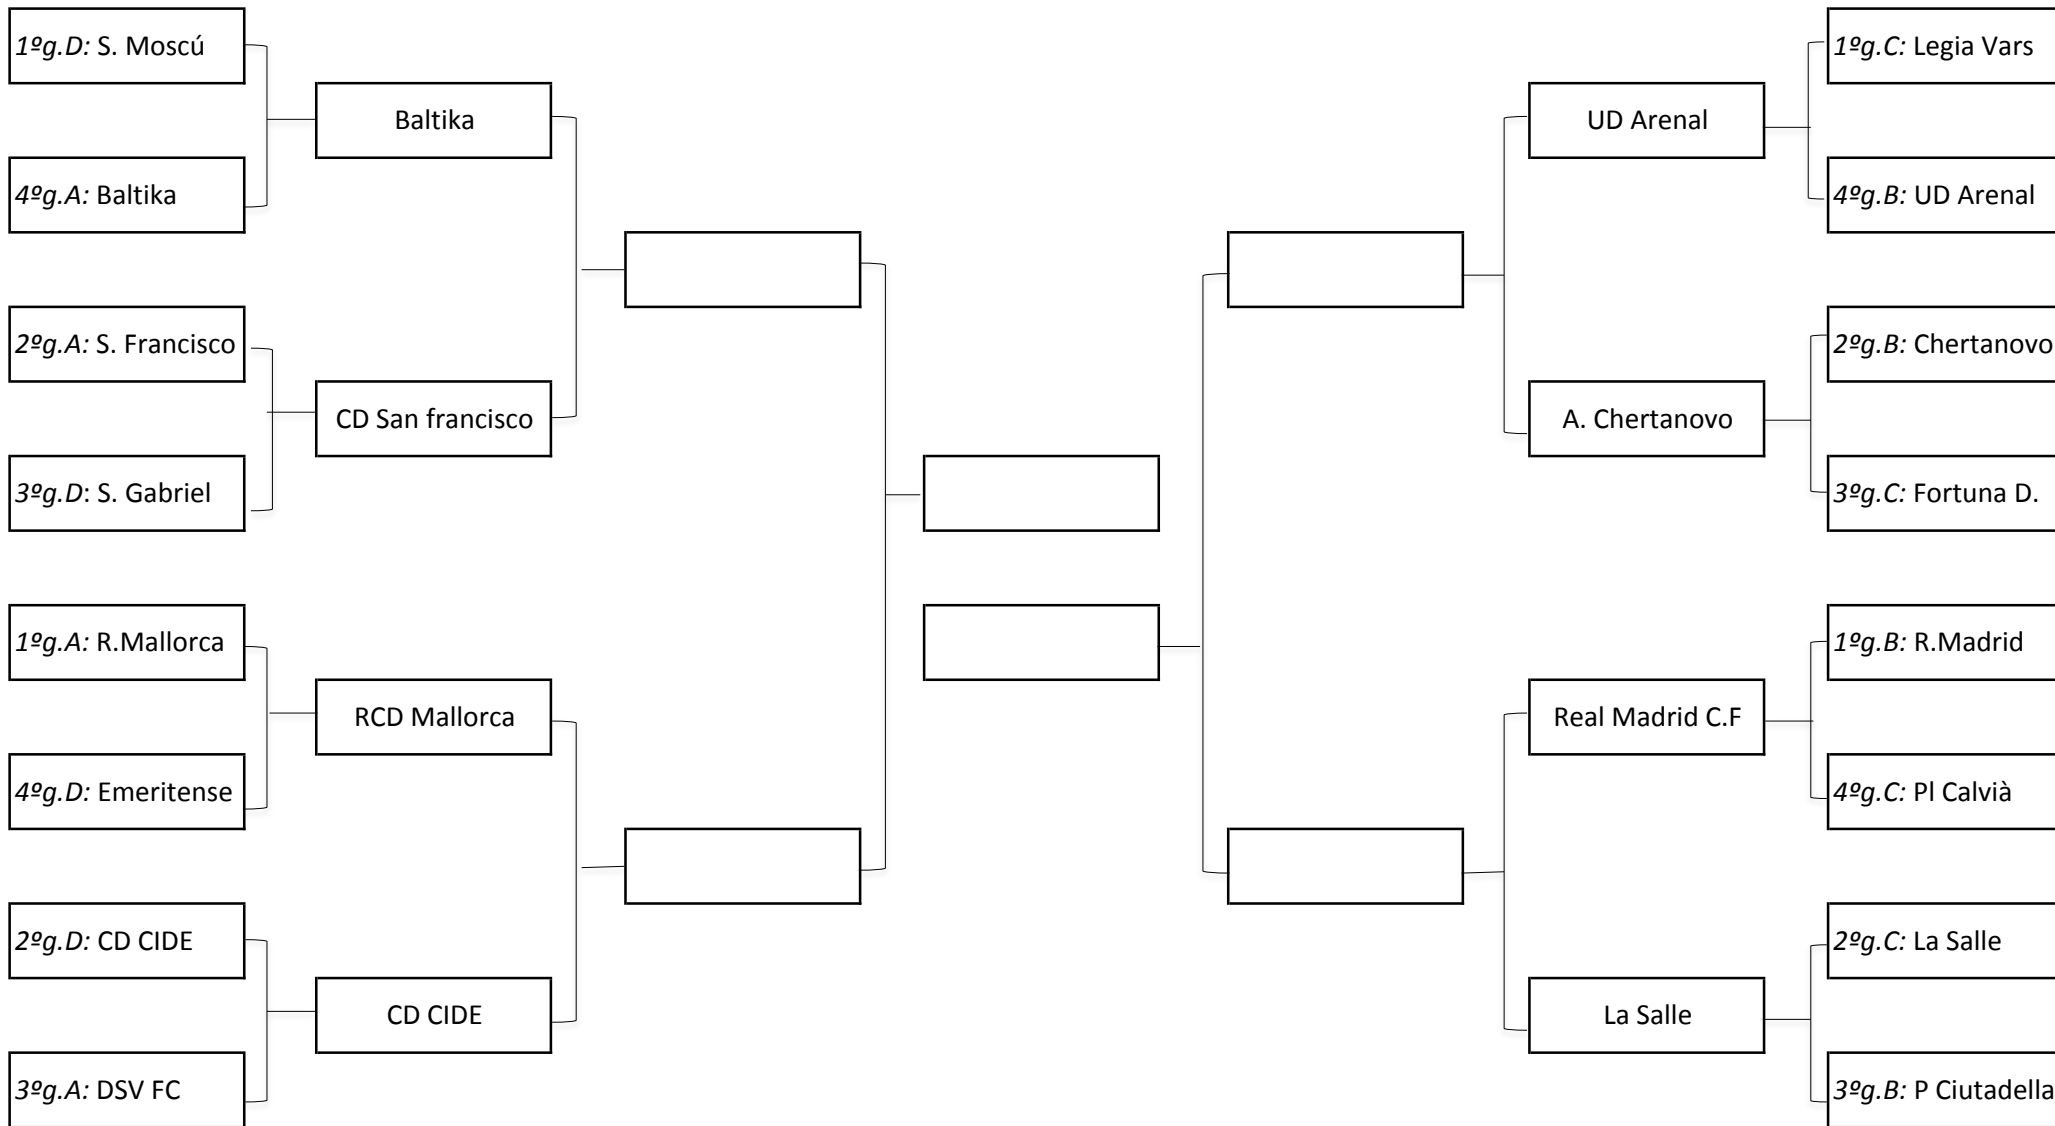 1ºg.D: S. Moscú
4ºg.A: Baltika
2ºg.A: S. Francisco
3ºg.D: S. Gabriel
1ºg.A: R.Mallorca
4ºg.D: Emeritense
2ºg.D: CD CIDE
3ºg.A: DSV FC
Baltika
CD San francisco
RCD Mallorca
CD CIDE
UD Arenal
A. Chertanovo
Real Madrid C.F
La Salle
1ºg.C: Legia Vars
4ºg.B: UD Arenal
2ºg.B: Chertanovo
3ºg.C: Fortuna D.
1ºg.B: R.Madrid
4ºg.C: Pl Calvià
2ºg.C: La Salle
3ºg.B: P Ciutadella